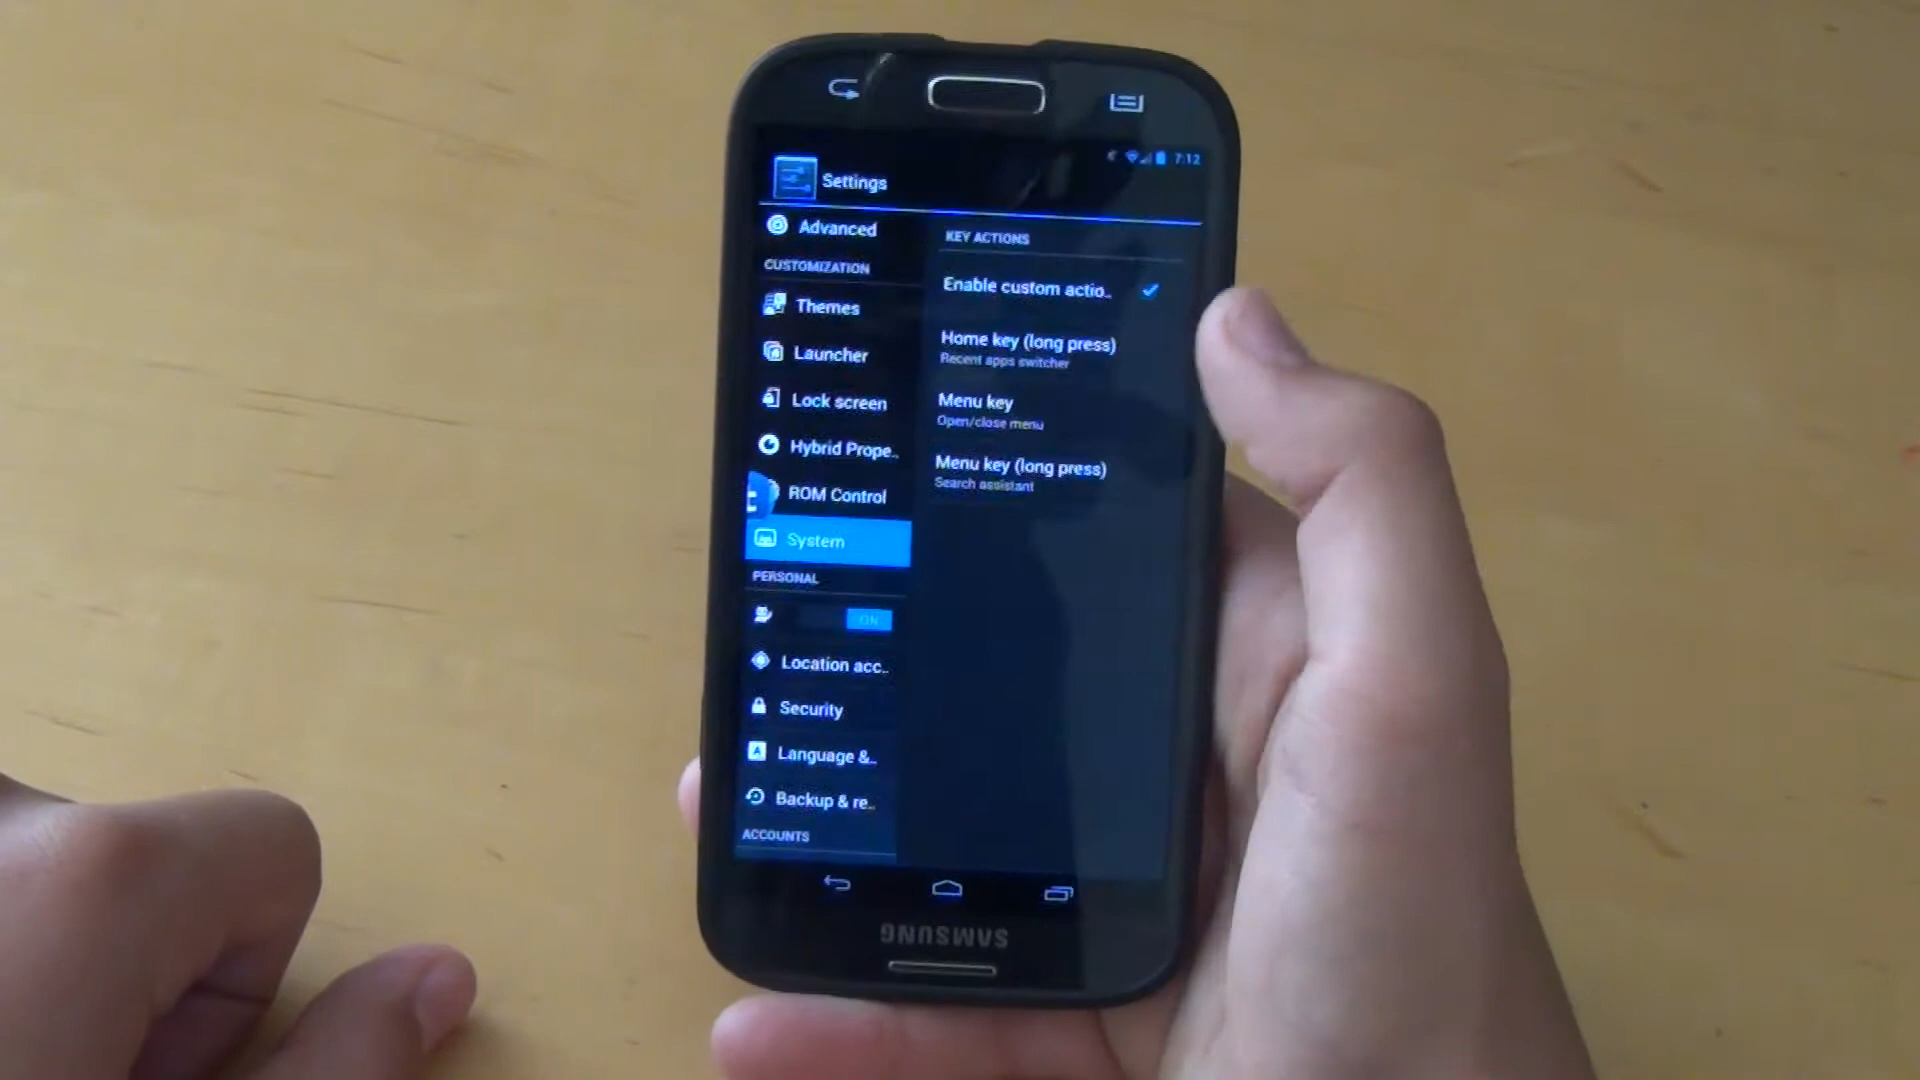 7:12
Settings
Advanced
CUSTOMIZATION
Themes
Launcher
Lock screen
Hybrid Prope..
ROM Control
System
PERSONAL
ON
Location acc..
Security
Language &..
Backup & re..
ACCOUNTS
KEY ACTIONS
Enable custom actio..
Home key (long press)
Recent apps switcher
Menu key
Open/close menu
Menu key (long press)
Search assistant
SAMSUNG